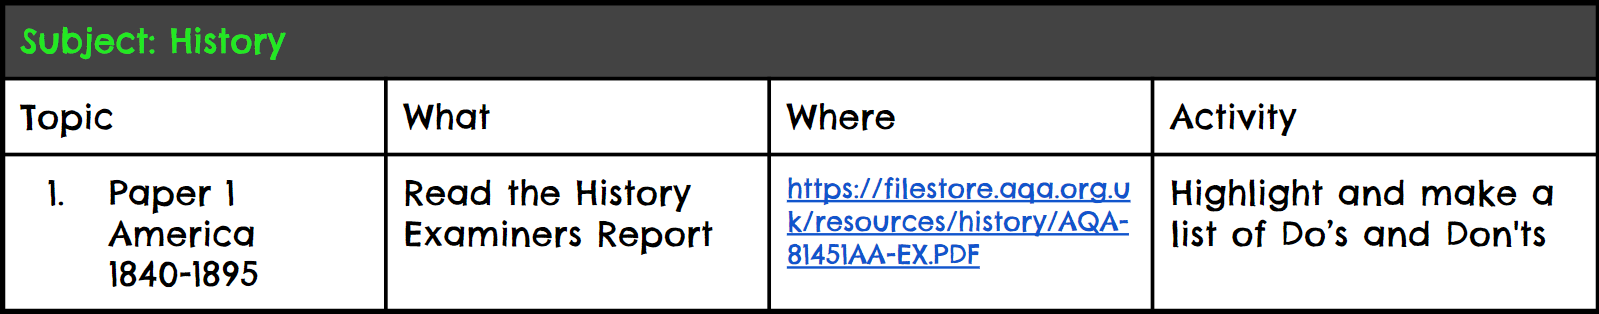 Subject: History
Topic
What
Where
Activity
1. Paper 1
America
1840-1895
Read the History
Examiners Report
https://filestore.aqa.org.u
k/resources/history/AQA-
81451AA-EX.PDF
Highlight and make a
list of Do’s and Don'ts